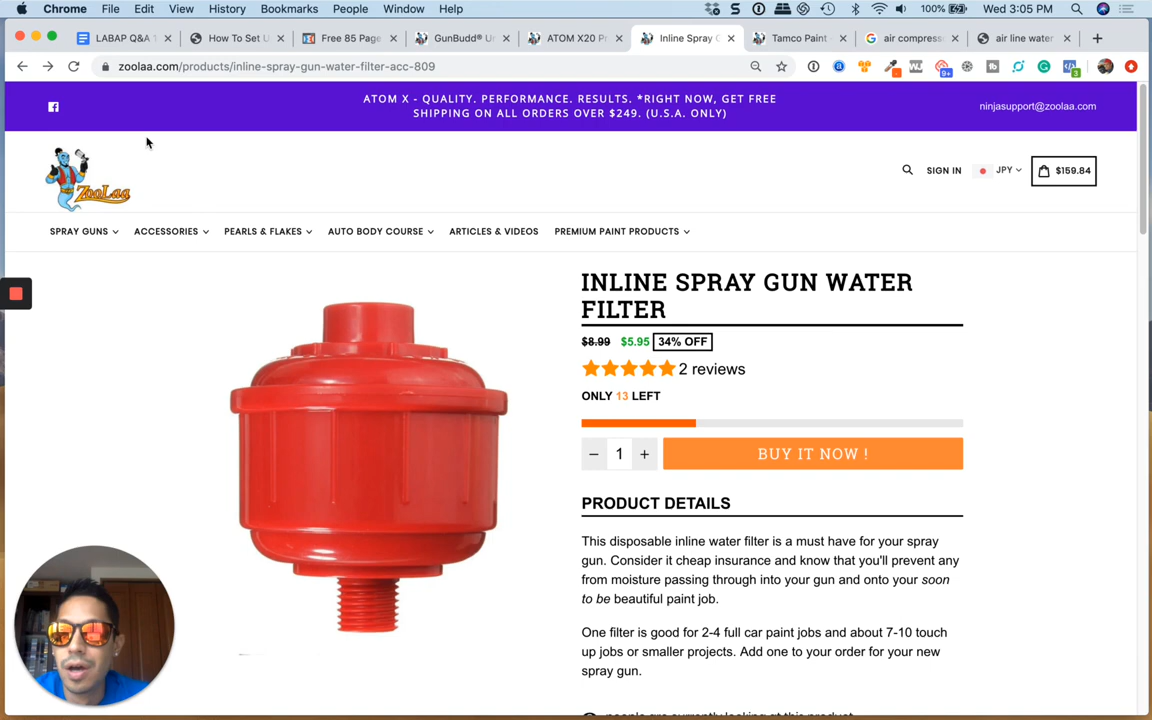 Chrome File Edit View History Bookmarks People Window Help 100% Wed 3:05 PM
LABAP Q&A How To Set U Free 85 Page GunBudd® U ATOM X20 Pr Inline Spray G Tamco Paint air compress air line water
zoolaa.com/products/inline-spray-gun-water-filter-acc-809
ATOM X - QUALITY. PERFORMANCE. RESULTS. *RIGHT NOW, GET FREE
SHIPPING ON ALL ORDERS OVER $249. (U.S.A. ONLY)
ninjasupport@zoolaa.com
ZooLaa
SIGN IN JPY $159.84
SPRAY GUNS ACCESSORIES PEARLS & FLAKES AUTO BODY COURSE ARTICLES & VIDEOS PREMIUM PAINT PRODUCTS
INLINE SPRAY GUN WATER
FILTER
$8.99 $5.95 34% OFF
2 reviews
ONLY 13 LEFT
− 1 + BUY IT NOW !
PRODUCT DETAILS
This disposable inline water filter is a must have for your spray
gun. Consider it cheap insurance and know that you'll prevent any
from moisture passing through into your gun and onto your soon
to be beautiful paint job.
One filter is good for 2-4 full car paint jobs and about 7-10 touch
up jobs or smaller projects. Add one to your order for your new
spray gun.
people are currently looking at this product